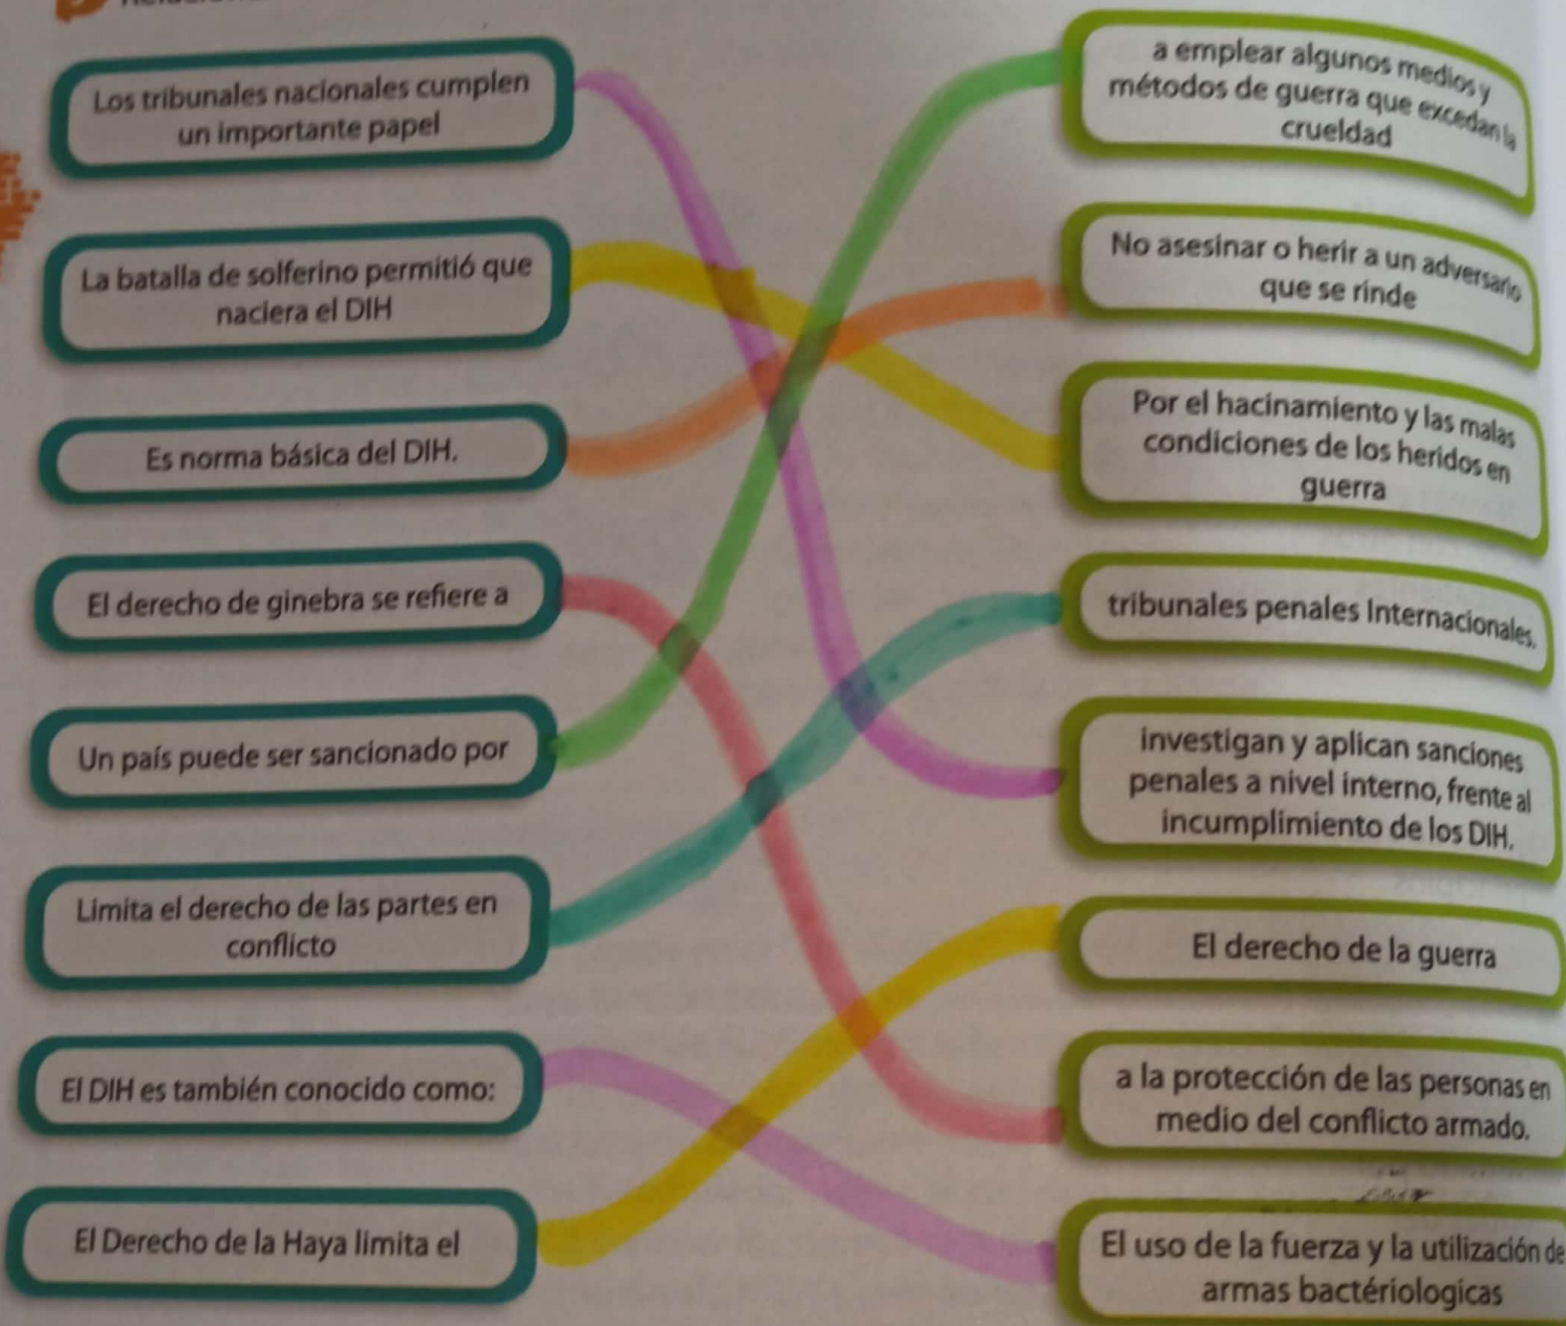 Los tribunales nacionales cumplen
un importante papel
La batalla de solferino permitió que
naciera el DIH
Es norma básica del DIH.
El derecho de ginebra se refiere a
Un país puede ser sancionado por
Limita el derecho de las partes en
conflicto
El DIH es también conocido como:
El Derecho de la Haya limita el
a emplear algunos medios y
métodos de guerra que excedan la
crueldad
No asesinar o herir a un adversario
que se rinde
Por el hacinamiento y las malas
condiciones de los heridos en
guerra
tribunales penales Internacionales.
investigan y aplican sanciones
penales a nivel interno, frente al
incumplimiento de los DIH.
El derecho de la guerra
a la protección de las personas en
medio del conflicto armado.
El uso de la fuerza y la utilización de
armas bactériologicas